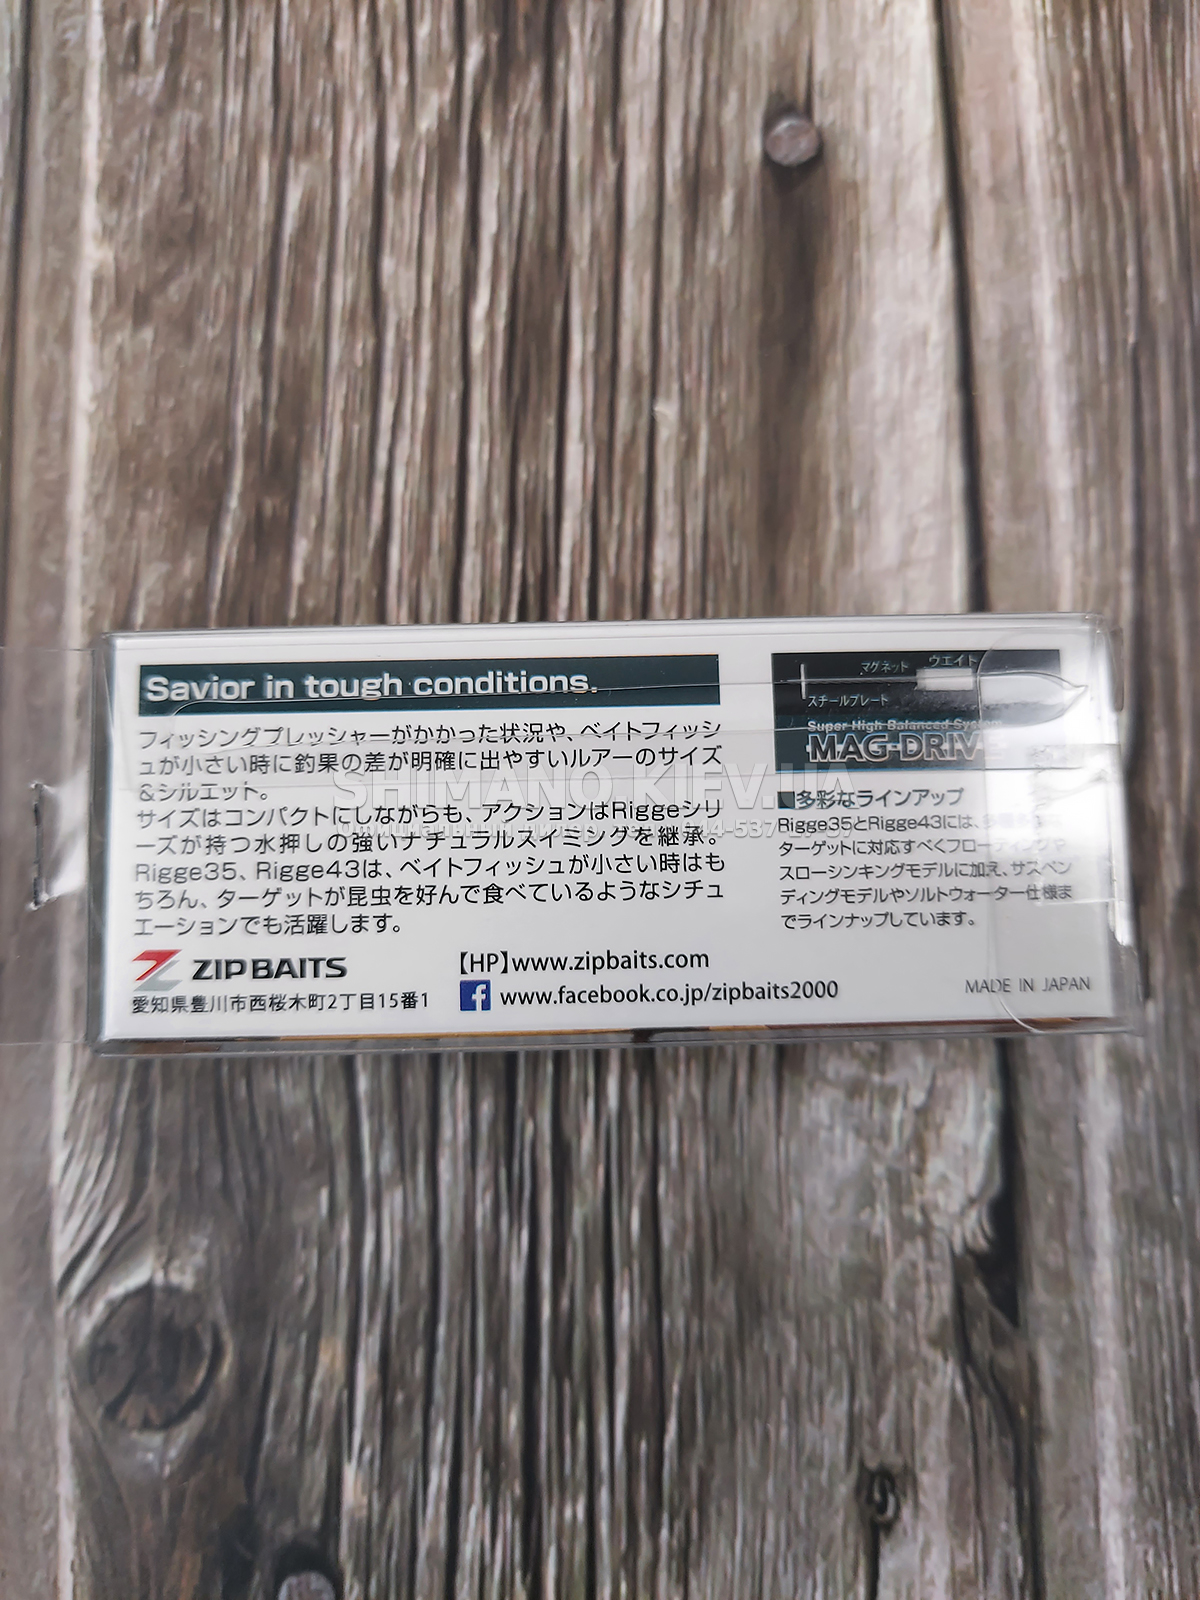 Savior in tough conditions.
フィッシングプレッシャーがかかった状況や、ベイトフィッシ
ュが小さい時に釣果の差が明確に出やすいルアーのサイズ
&シルエット。
サイズはコンパクトにしながらも、アクションはRiggeシリ
ーズが持つ水押しの強いナチュラルスイミングを継承。
Rigge35、Rigge43は、ベイトフィッシュが小さい時はも
ちろん、ターゲットが昆虫を好んで食べているようなシチュ
エーションでも活躍します。
ZIPBAITS
愛知県豊川市西桜木町2丁目15番1
【HP】www.zipbaits.com
www.facebook.co.jp/zipbaits2000
マグネット ウエイト
スチールプレート
Super High Balanced System
MAG-DRIVE
多彩なラインアップ
Rigge35とRigge43には、
ターゲットに対応すべくフローティングや
スローシンキングモデルに加え、サスペン
ディングモデルやソルトウォーター仕様ま
でラインナップしています。
MADE IN JAPAN
SHIMANO.KIEV.UA